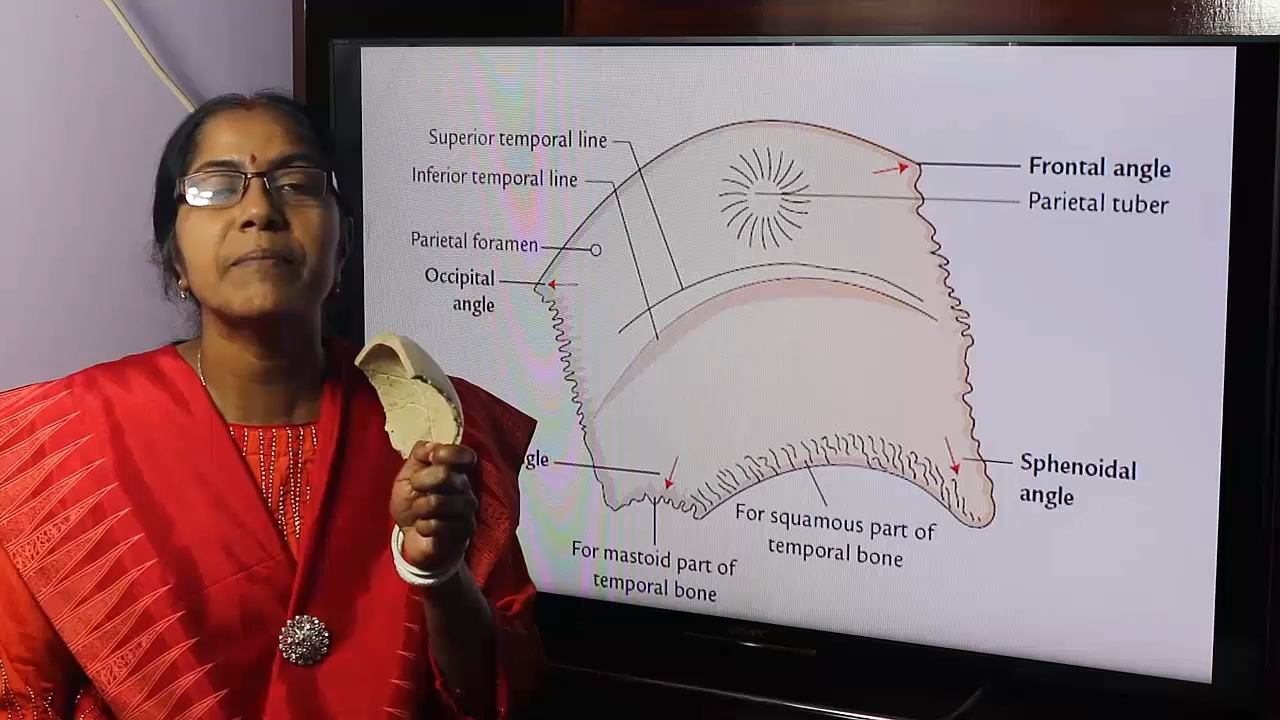 Superior temporal line
Inferior temporal line
Parietal foramen
Occipital
angle
gle
For mastoid part of
temporal bone
For squamous part of
temporal bone
Frontal angle
Parietal tuber
Sphenoidal
angle
SONY